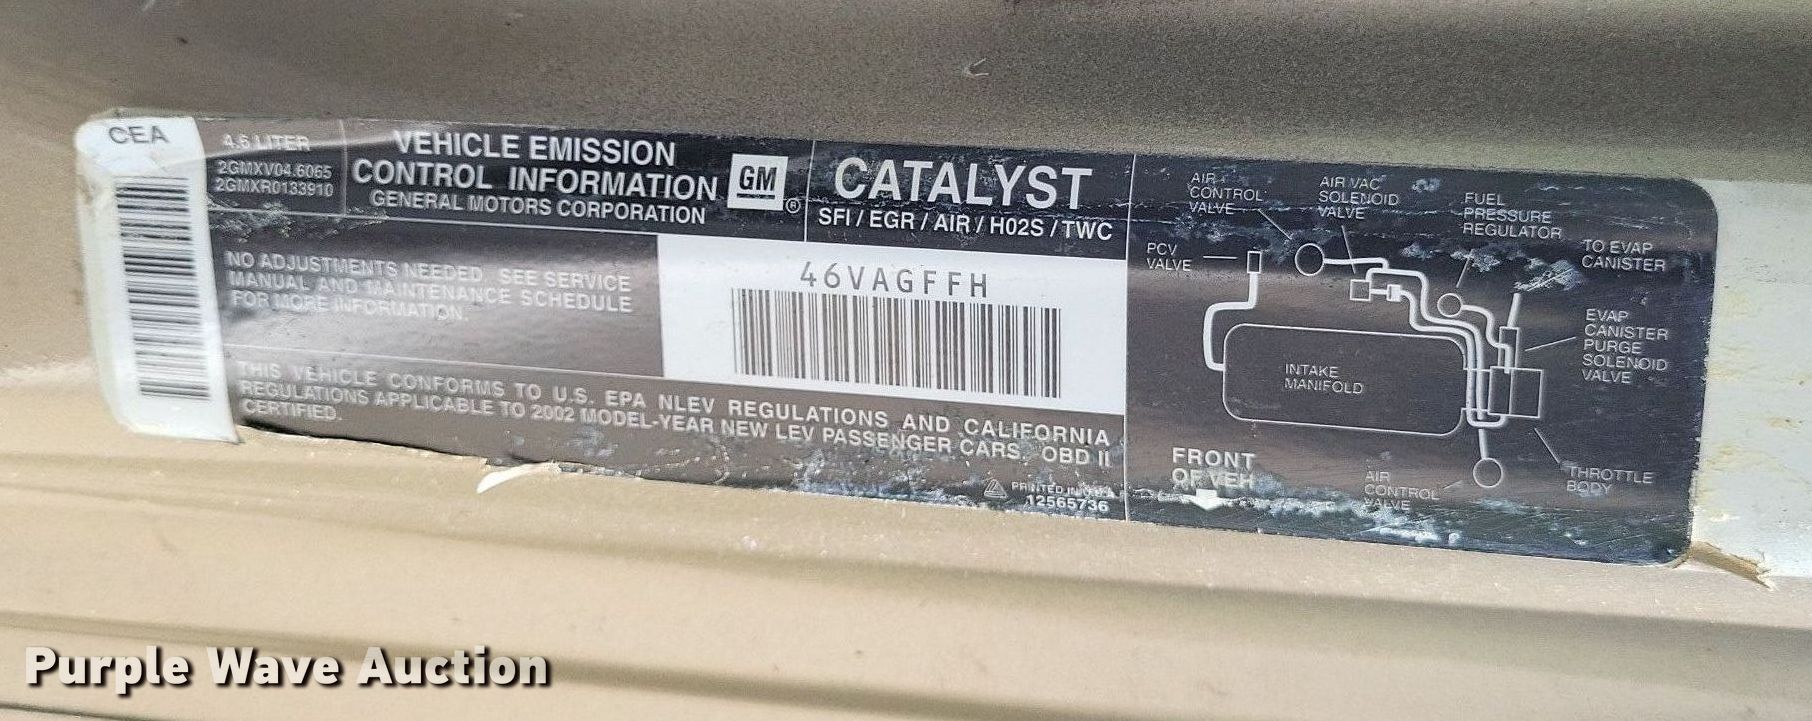 CEA
4.6 LITER
2GMXV04.6065
2GMXR0133910
VEHICLE EMISSION
CONTROL INFORMATION
GENERAL MOTORS CORPORATION
GM
®
CATALYST
SFI / EGR / AIR / H02S / TWC
NO ADJUSTMENTS NEEDED. SEE SERVICE
MANUAL AND MAINTENANCE SCHEDULE
FOR MORE INFORMATION.
46VAGFFH
THIS VEHICLE CONFORMS TO U.S. EPA NLEV REGULATIONS AND CALIFORNIA
REGULATIONS APPLICABLE TO 2002 MODEL-YEAR NEW LEV PASSENGER CARS. OBD II
CERTIFIED.
PRINTED IN U.S.A.
12565736
AIR
CONTROL
VALVE
AIR VAC
SOLENOID
VALVE
FUEL
PRESSURE
REGULATOR
TO EVAP
CANISTER
PCV
VALVE
EVAP
CANISTER
PURGE
SOLENOID
VALVE
INTAKE
MANIFOLD
FRONT
OF VEH
AIR
CONTROL
VALVE
THROTTLE
BODY
Purple Wave Auction